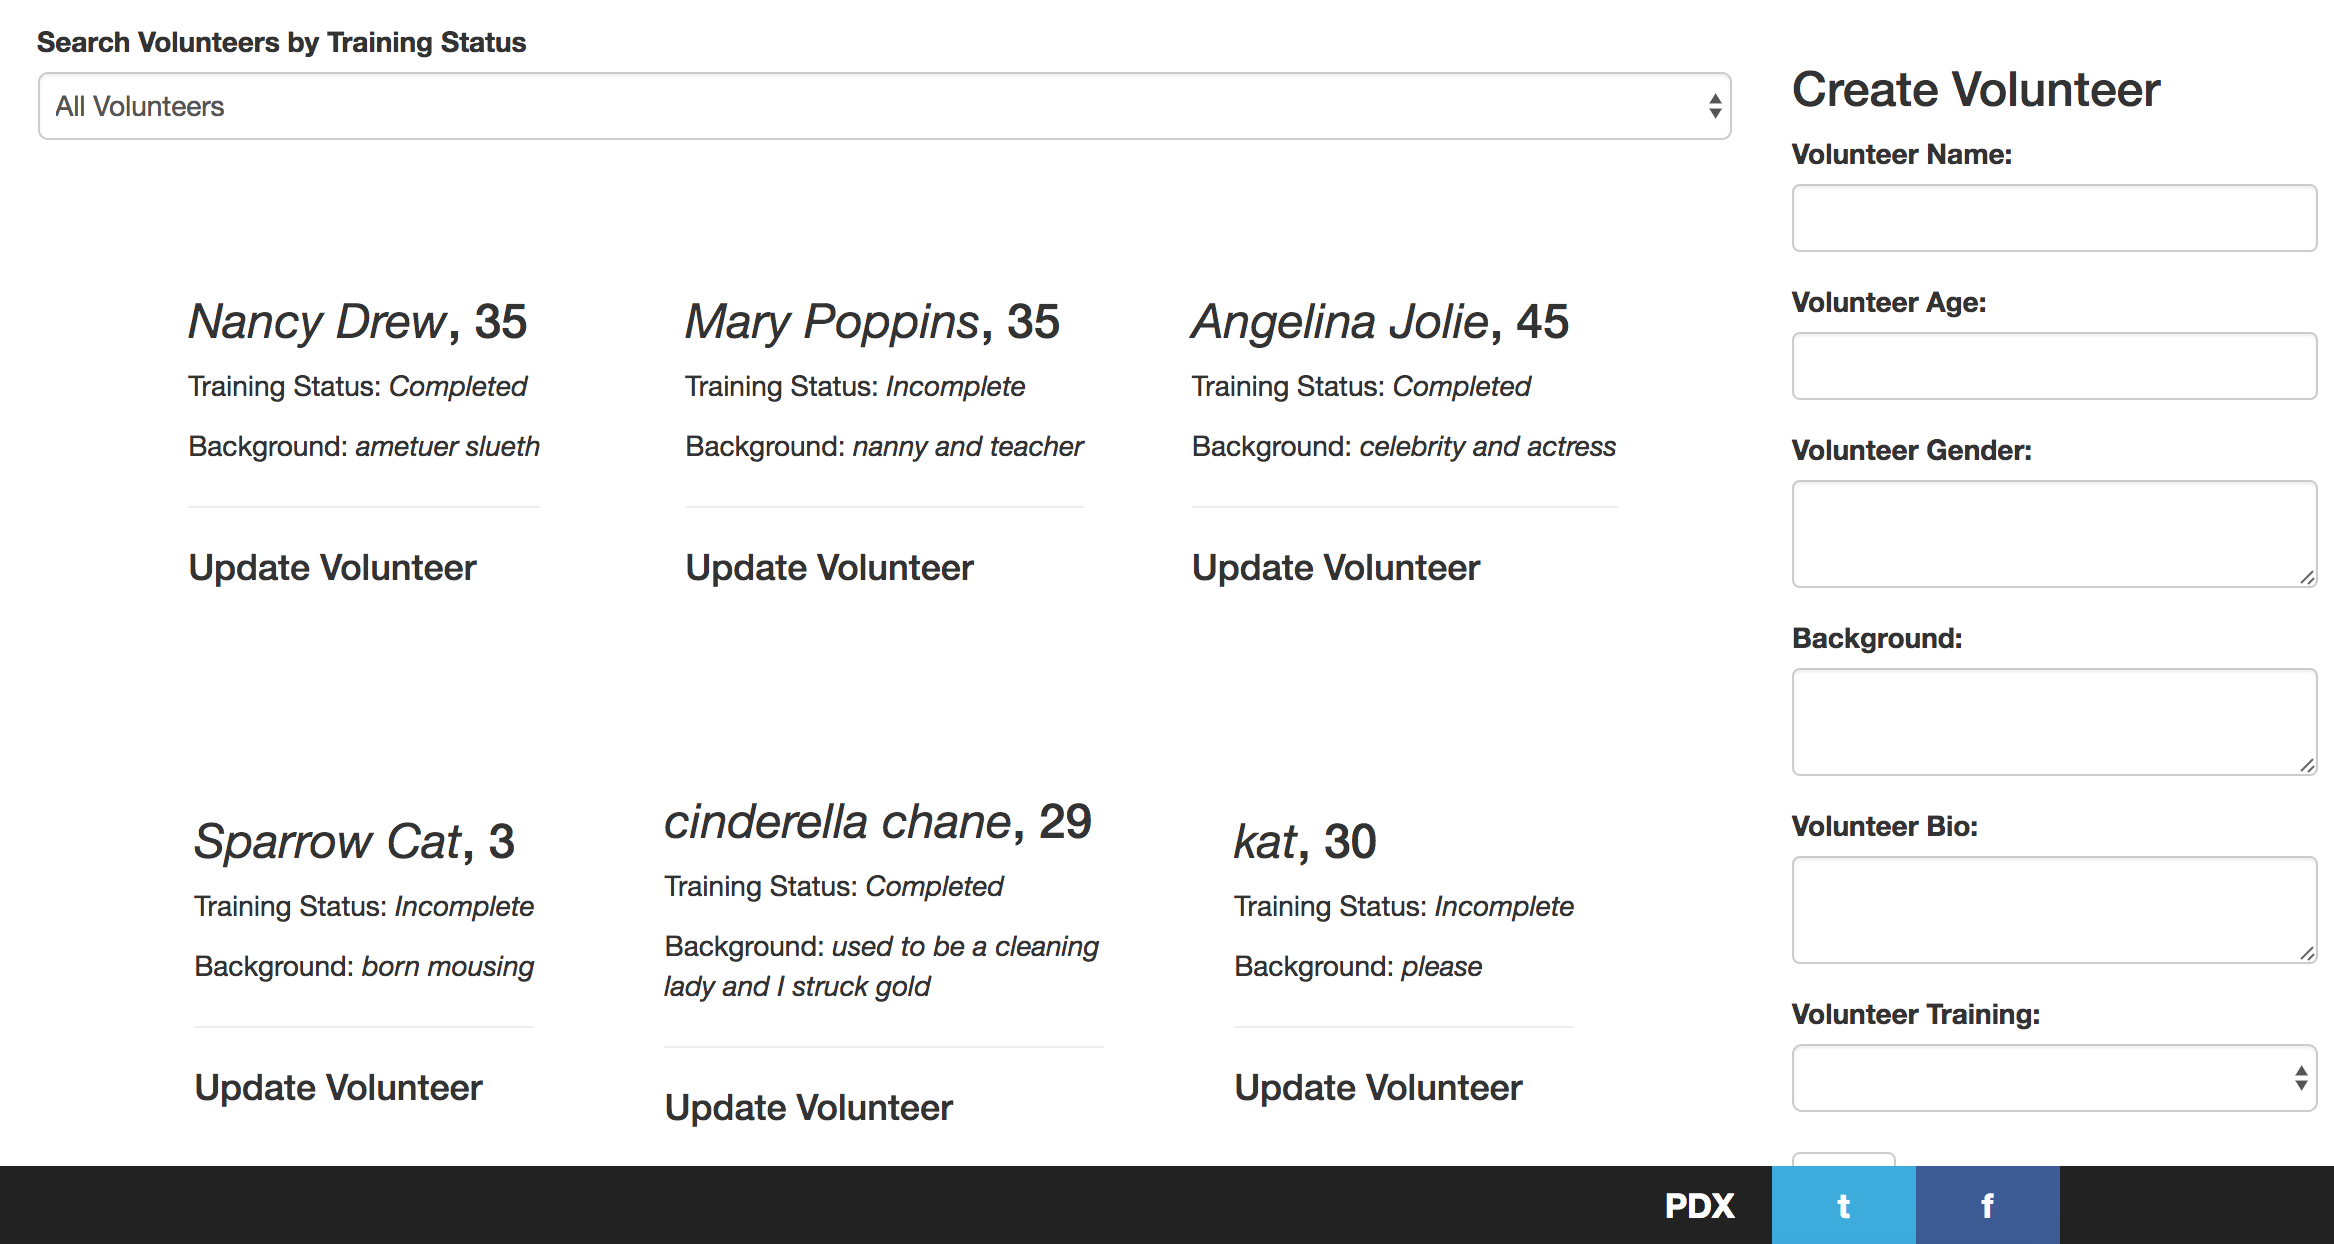 Search Volunteers by Training Status
All Volunteers
Nancy Drew, 35
Training Status: Completed
Background: ametuer slueth
Update Volunteer
Mary Poppins, 35
Training Status: Incomplete
Background: nanny and teacher
Update Volunteer
Angelina Jolie, 45
Training Status: Completed
Background: celebrity and actress
Update Volunteer
Sparrow Cat, 3
Training Status: Incomplete
Background: born mousing
Update Volunteer
cinderella chane, 29
Training Status: Completed
Background: used to be a cleaning
lady and I struck gold
Update Volunteer
kat, 30
Training Status: Incomplete
Background: please
Update Volunteer
Create Volunteer
Volunteer Name:
Volunteer Age:
Volunteer Gender:
Background:
Volunteer Bio:
Volunteer Training:
PDX
t
f